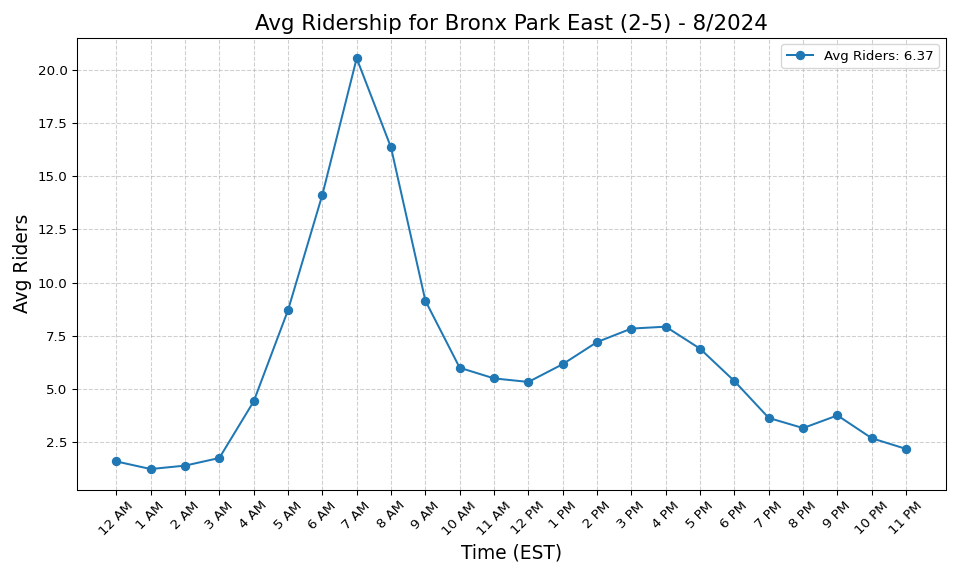 Avg Ridership for Bronx Park East (2-5) - 8/2024
Avg Riders: 6.37
Avg Riders
20.0
17.5
15.0
12.5
10.0
7.5
5.0
2.5
12 AM
1 AM
2 AM
3 AM
4 AM
5 AM
6 AM
7 AM
8 AM
9 AM
10 AM
11 AM
12 PM
1 PM
2 PM
3 PM
4 PM
5 PM
6 PM
7 PM
8 PM
9 PM
10 PM
11 PM
Time (EST)